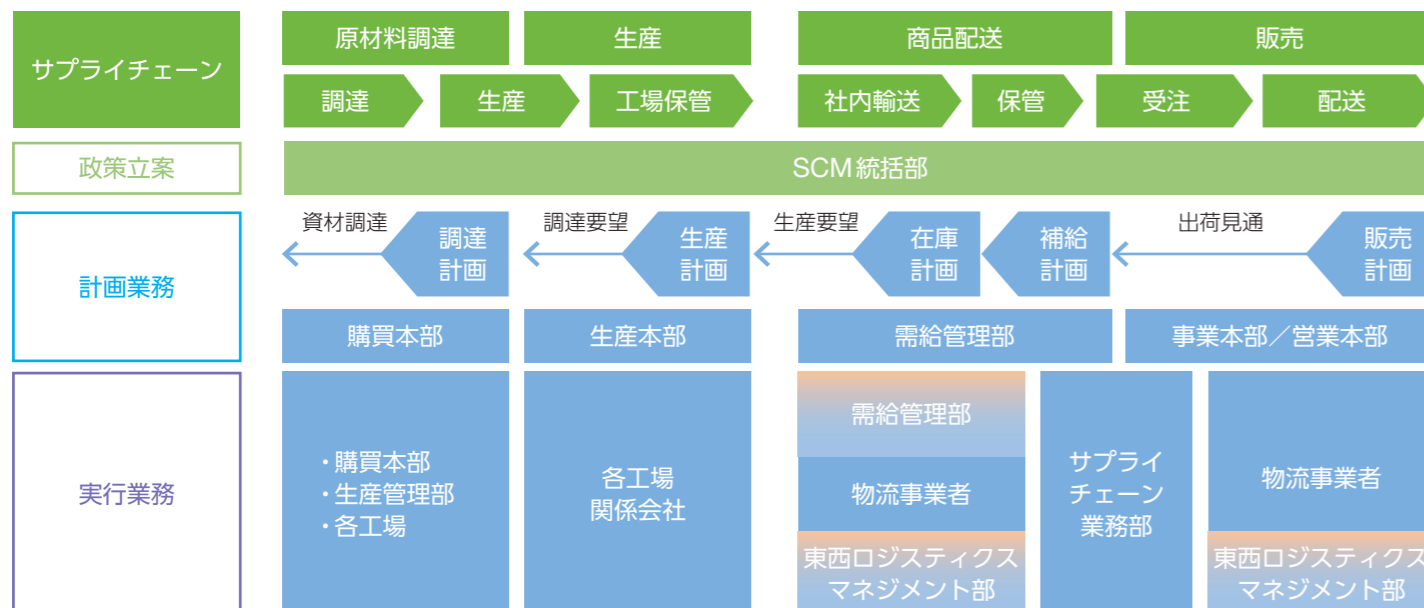 サプライチェーン
原材料調達
生産
商品配送
販売
調達
生産
工場保管
社内輸送
保管
受注
配送
政策立案
SCM統括部
計画業務
資材調達
調達
計画
調達要望
生産
計画
生産要望
在庫
計画
補給
計画
出荷見通
販売
計画
購買本部
生産本部
需給管理部
事業本部／営業本部
実行業務
・購買本部
・生産管理部
・各工場
各工場
関係会社
需給管理部
物流事業者
東西ロジスティクス
マネジメント部
サプライ
チェーン
業務部
物流事業者
東西ロジスティクス
マネジメント部